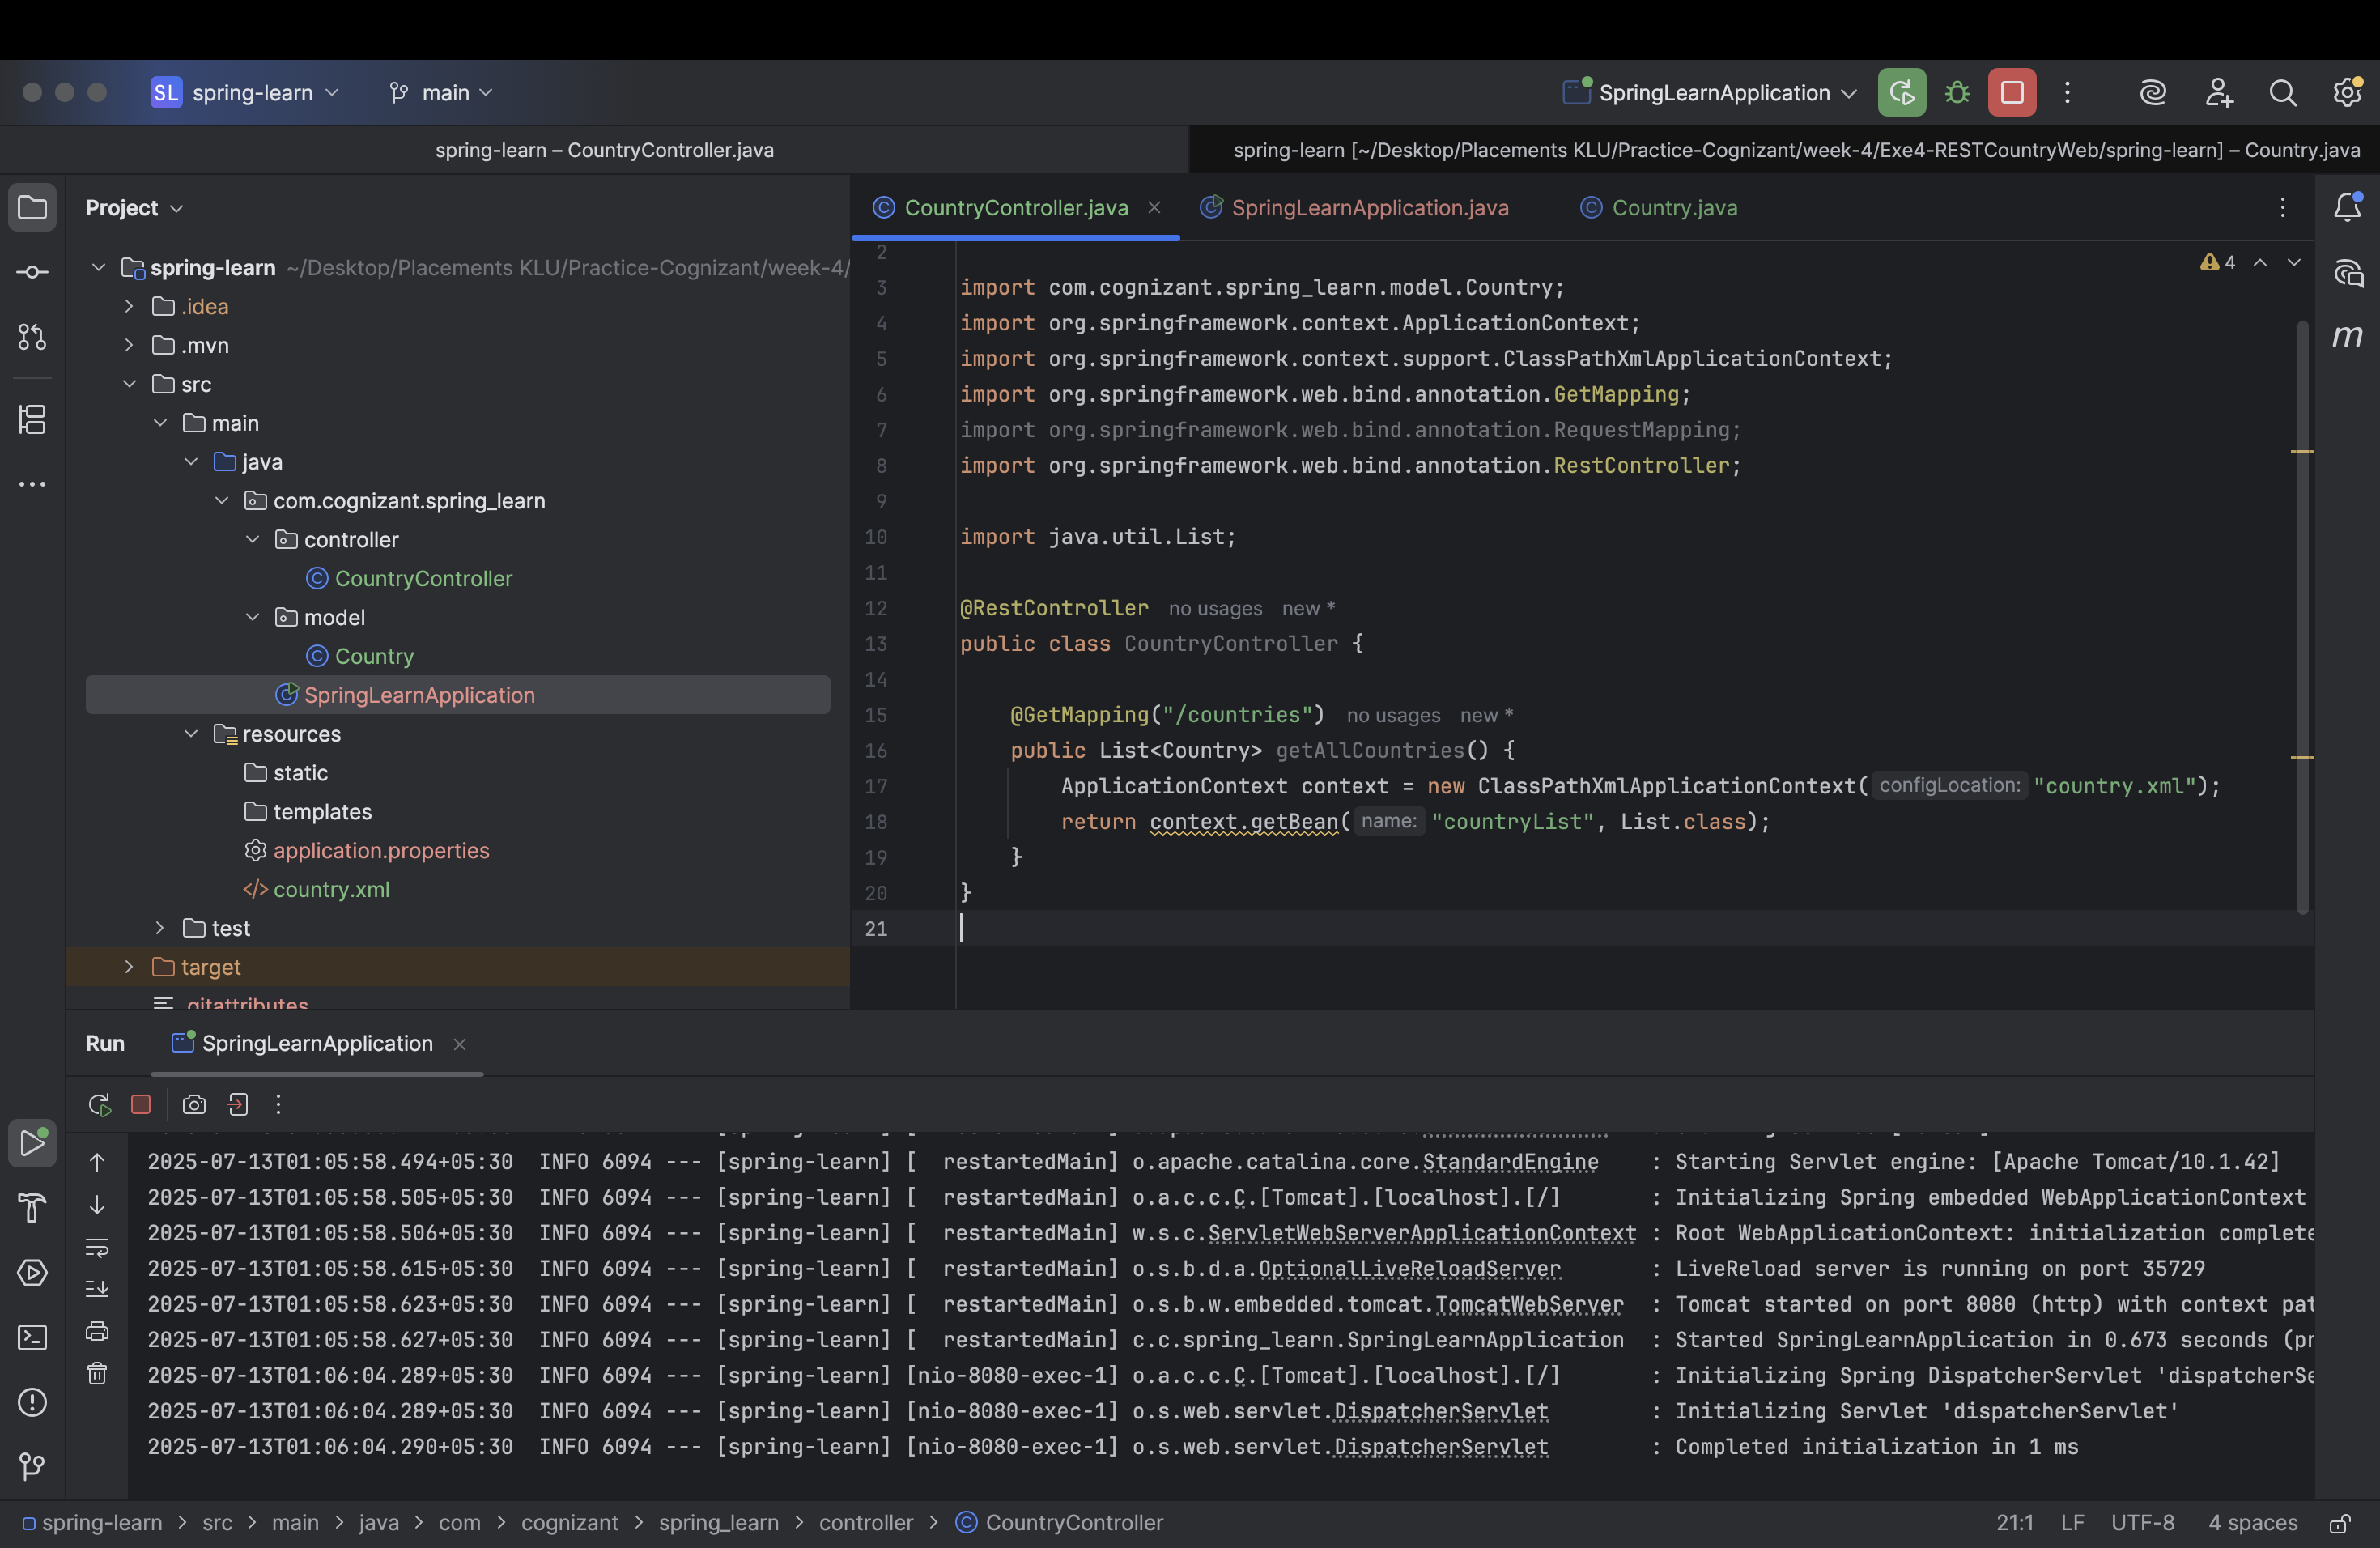 SL spring-learn main SpringLearnApplication
spring-learn – CountryController.java
spring-learn [~/Desktop/Placements KLU/Practice-Cognizant/week-4/Exe4-RESTCountryWeb/spring-learn] – Country.java
Project
spring-learn ~/Desktop/Placements KLU/Practice-Cognizant/week-4/
.idea
.mvn
src
main
java
com.cognizant.spring_learn
controller
CountryController
model
Country
SpringLearnApplication
resources
static
templates
application.properties
country.xml
test
target
.gitattributes
CountryController.java SpringLearnApplication.java Country.java
4
2
3 import com.cognizant.spring_learn.model.Country;
4 import org.springframework.context.ApplicationContext;
5 import org.springframework.context.support.ClassPathXmlApplicationContext;
6 import org.springframework.web.bind.annotation.GetMapping;
7 import org.springframework.web.bind.annotation.RequestMapping;
8 import org.springframework.web.bind.annotation.RestController;
9
10 import java.util.List;
11
12 @RestController no usages new *
13 public class CountryController {
14
15 @GetMapping("/countries") no usages new *
16 public List<Country> getAllCountries() {
17 ApplicationContext context = new ClassPathXmlApplicationContext( configLocation: "country.xml");
18 return context.getBean( name: "countryList", List.class);
19 }
20 }
21
m
Run SpringLearnApplication
2025-07-13T01:05:58.494+05:30 INFO 6094 --- [spring-learn] [ restartedMain] o.apache.catalina.core.StandardEngine : Starting Servlet engine: [Apache Tomcat/10.1.42]
2025-07-13T01:05:58.505+05:30 INFO 6094 --- [spring-learn] [ restartedMain] o.a.c.c.C.[Tomcat].[localhost].[/] : Initializing Spring embedded WebApplicationContext
2025-07-13T01:05:58.506+05:30 INFO 6094 --- [spring-learn] [ restartedMain] w.s.c.ServletWebServerApplicationContext : Root WebApplicationContext: initialization complete
2025-07-13T01:05:58.615+05:30 INFO 6094 --- [spring-learn] [ restartedMain] o.s.b.d.a.OptionalLiveReloadServer : LiveReload server is running on port 35729
2025-07-13T01:05:58.623+05:30 INFO 6094 --- [spring-learn] [ restartedMain] o.s.b.w.embedded.tomcat.TomcatWebServer : Tomcat started on port 8080 (http) with context pat
2025-07-13T01:05:58.627+05:30 INFO 6094 --- [spring-learn] [ restartedMain] c.c.spring_learn.SpringLearnApplication : Started SpringLearnApplication in 0.673 seconds (pr
2025-07-13T01:06:04.289+05:30 INFO 6094 --- [spring-learn] [nio-8080-exec-1] o.a.c.c.C.[Tomcat].[localhost].[/] : Initializing Spring DispatcherServlet 'dispatcherSe
2025-07-13T01:06:04.289+05:30 INFO 6094 --- [spring-learn] [nio-8080-exec-1] o.s.web.servlet.DispatcherServlet : Initializing Servlet 'dispatcherServlet'
2025-07-13T01:06:04.290+05:30 INFO 6094 --- [spring-learn] [nio-8080-exec-1] o.s.web.servlet.DispatcherServlet : Completed initialization in 1 ms
spring-learn > src > main > java > com > cognizant > spring_learn > controller > CountryController 21:1 LF UTF-8 4 spaces